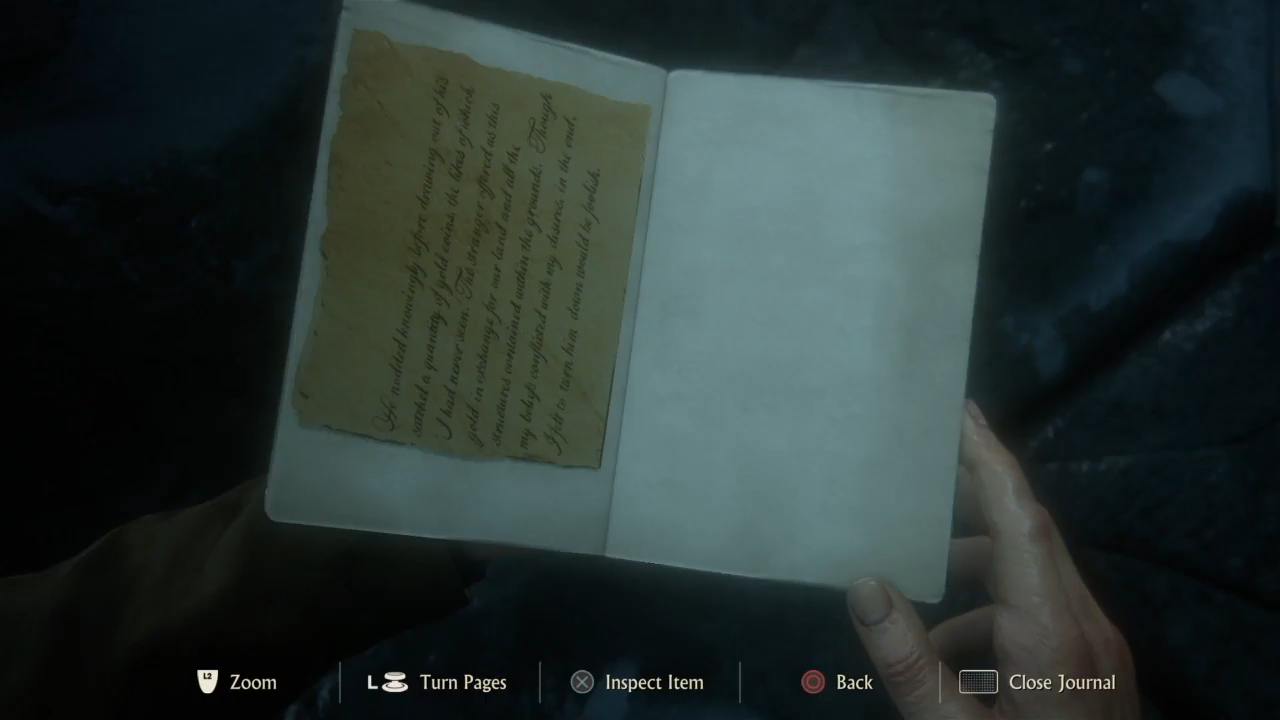 He nodded knowingly before drawing out of his
satchel a quantity of gold coins, the likes of which
I had never seen. The stranger offered us this
gold in exchange for our land and all the
structures contained within the grounds. Though
my beliefs conflicted with my desires, in the end,
I felt to turn him down would be foolish.
L2 Zoom
L Turn Pages
Inspect Item
Back
Close Journal